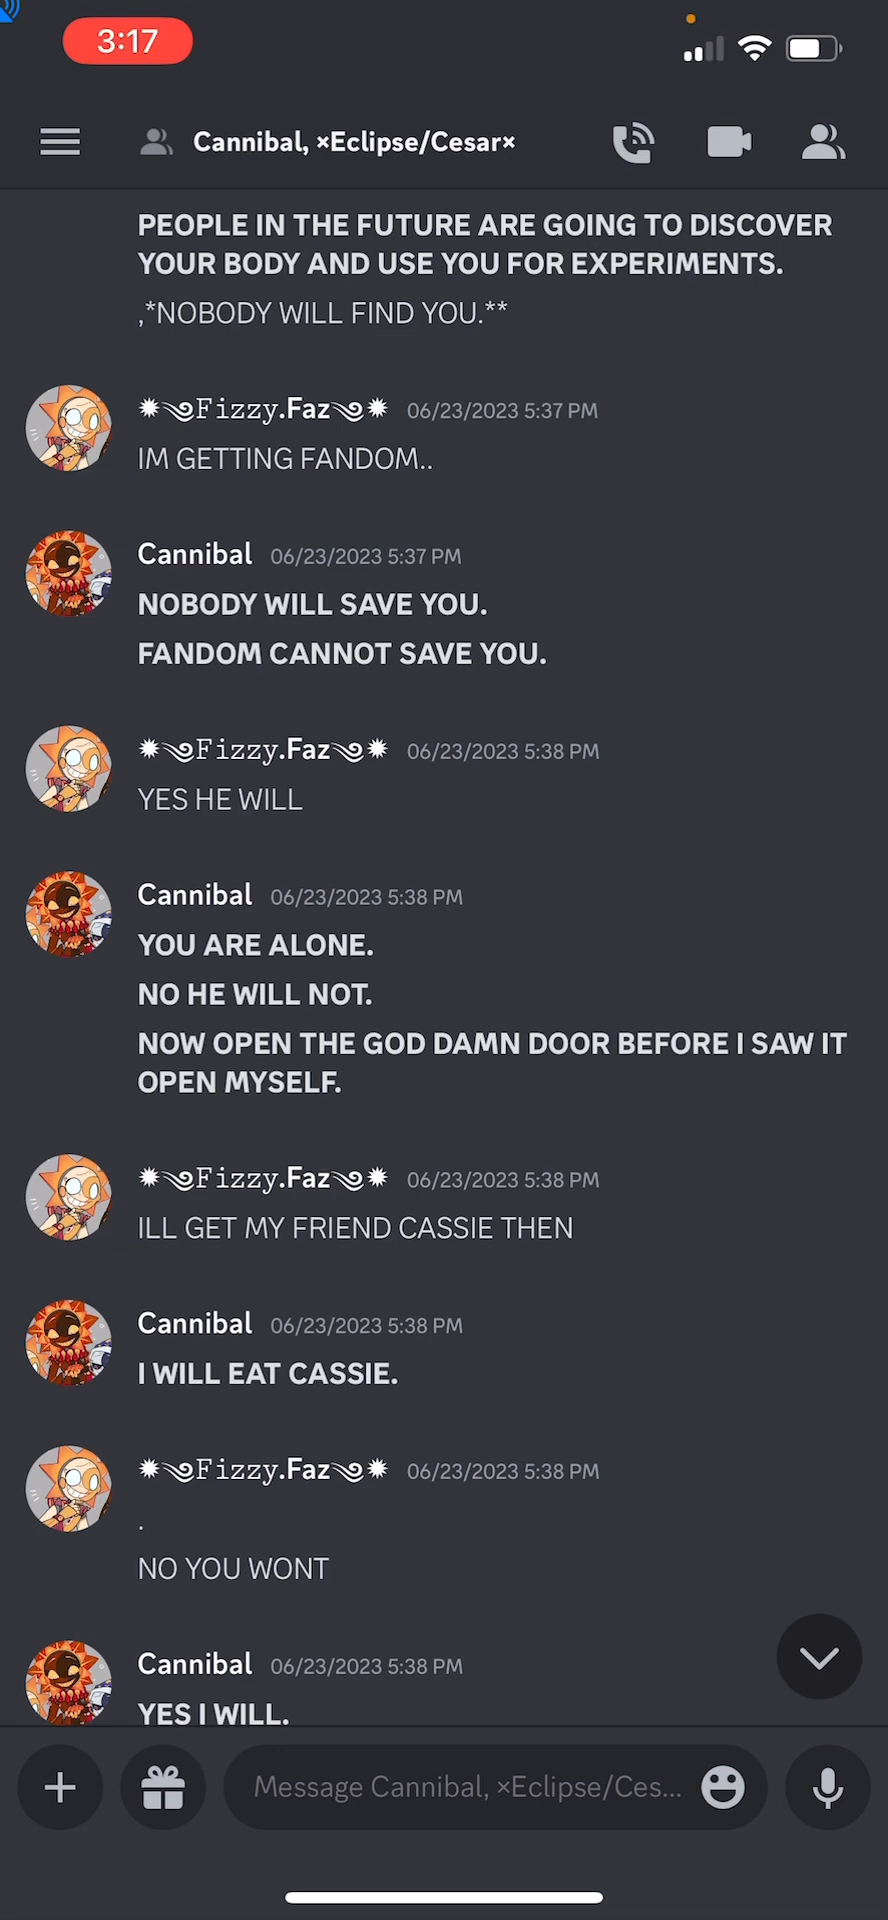 3:17
Cannibal, ×Eclipse/Cesar×
PEOPLE IN THE FUTURE ARE GOING TO DISCOVER
YOUR BODY AND USE YOU FOR EXPERIMENTS.
,*NOBODY WILL FIND YOU.**
✷༄Fizzy.Faz༄✷ 06/23/2023 5:37 PM
IM GETTING FANDOM..
Cannibal 06/23/2023 5:37 PM
NOBODY WILL SAVE YOU.
FANDOM CANNOT SAVE YOU.
✷༄Fizzy.Faz༄✷ 06/23/2023 5:38 PM
YES HE WILL
Cannibal 06/23/2023 5:38 PM
YOU ARE ALONE.
NO HE WILL NOT.
NOW OPEN THE GOD DAMN DOOR BEFORE I SAW IT
OPEN MYSELF.
✷༄Fizzy.Faz༄✷ 06/23/2023 5:38 PM
ILL GET MY FRIEND CASSIE THEN
Cannibal 06/23/2023 5:38 PM
I WILL EAT CASSIE.
✷༄Fizzy.Faz༄✷ 06/23/2023 5:38 PM
.
NO YOU WONT
Cannibal 06/23/2023 5:38 PM
YES I WILL.
Message Cannibal, ×Eclipse/Ces...